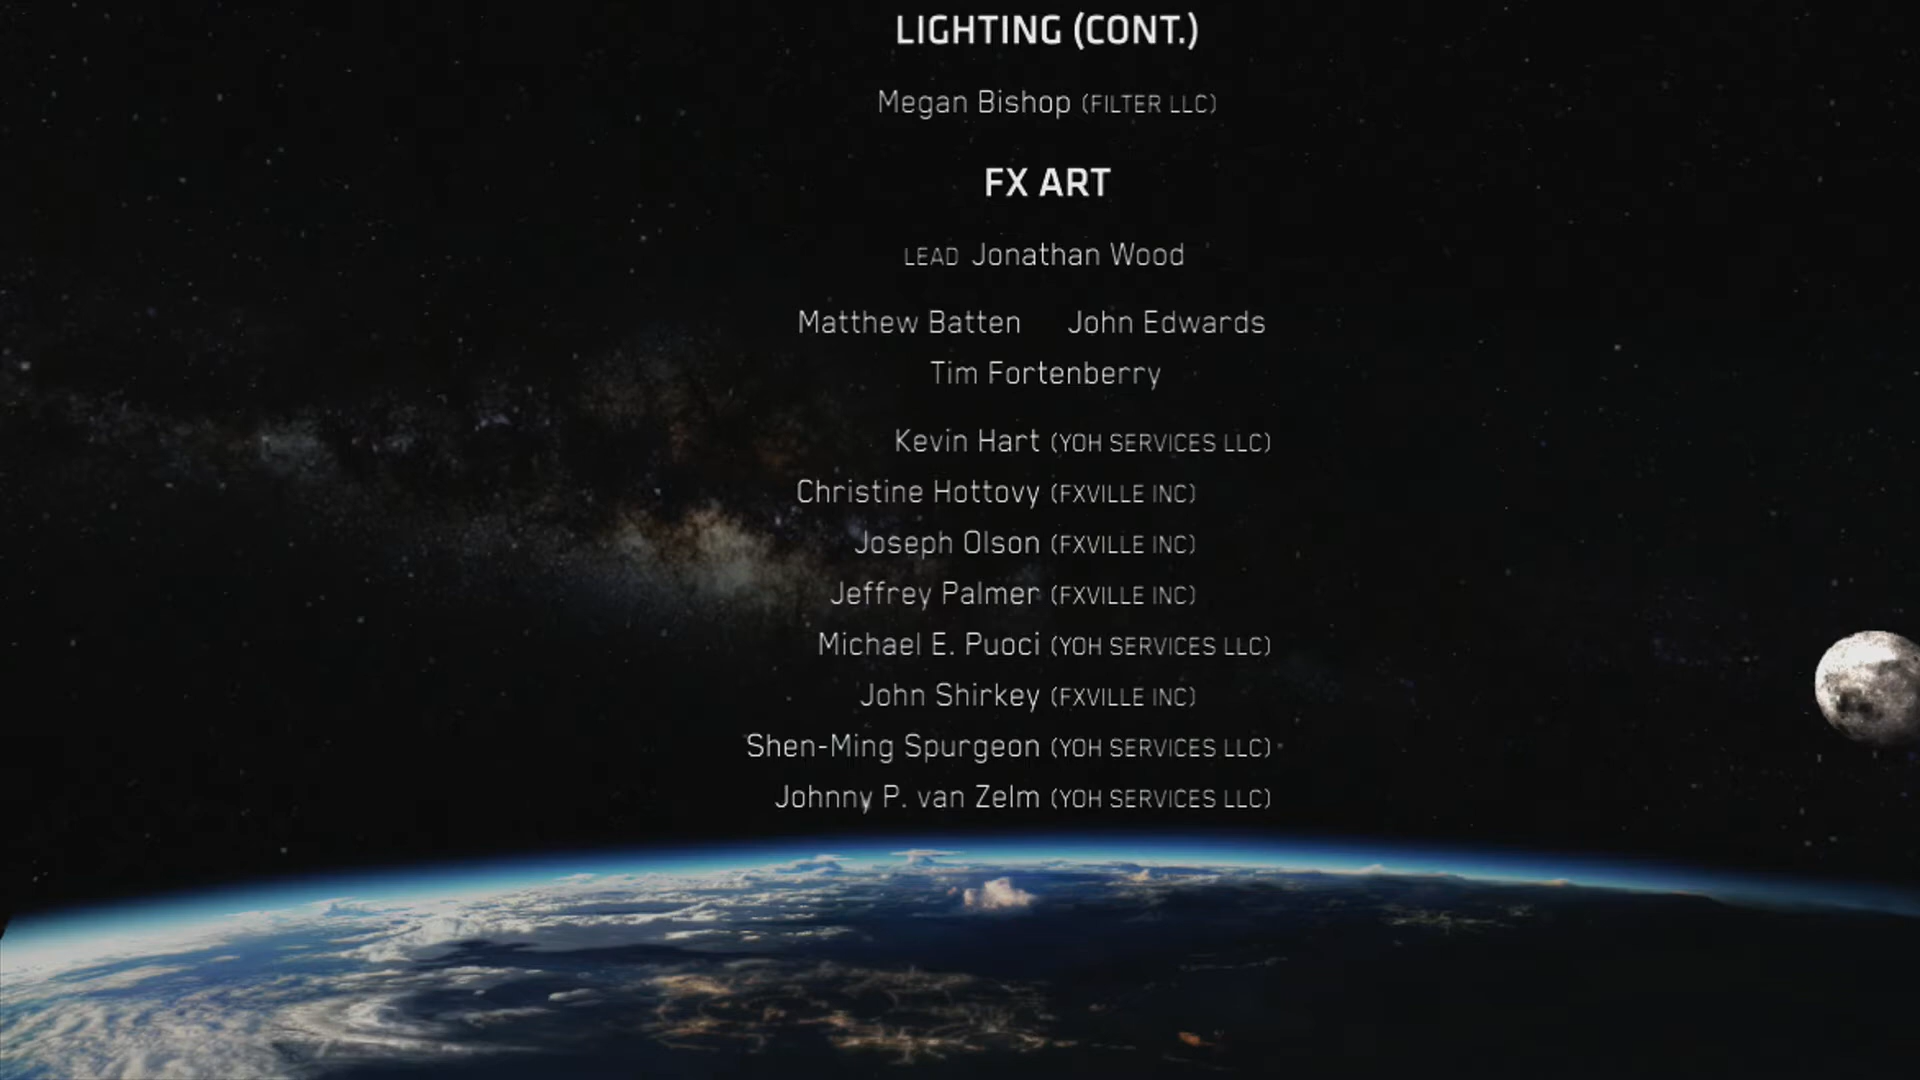 LIGHTING (CONT.)
Megan Bishop (FILTER LLC)
FX ART
LEAD Jonathan Wood
Matthew Batten John Edwards
Tim Fortenberry
Kevin Hart (YOH SERVICES LLC)
Christine Hottovy (FXVILLE INC)
Joseph Olson (FXVILLE INC)
Jeffrey Palmer (FXVILLE INC)
Michael E. Puoci (YOH SERVICES LLC)
John Shirkey (FXVILLE INC)
Shen-Ming Spurgeon (YOH SERVICES LLC)
Johnny P. van Zelm (YOH SERVICES LLC)